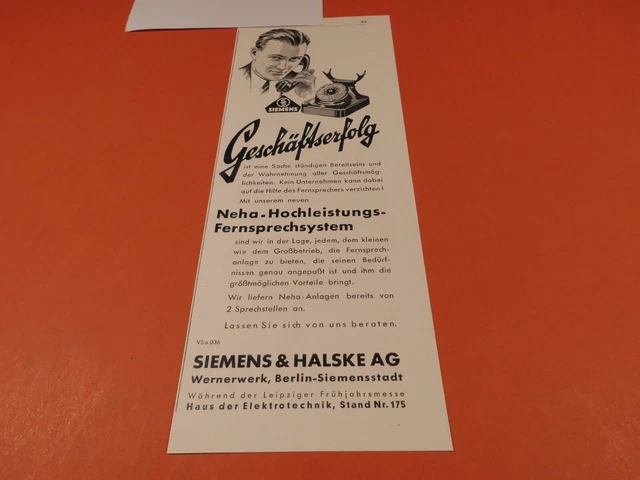 SIEMENS
Geschäftserfolg
ist eine Sache ständigen Bereitseins und
der Wahrnehmung aller Geschäftsmög-
lichkeiten. Kein Unternehmen kann dabei
auf die Hilfe des Fernsprechers verzichten!
Mit unserem neuen
Neha-Hochleistungs-
Fernsprechsystem
sind wir in der Lage, jedem, dem kleinen
wie dem Großbetrieb, die Fernsprech-
anlage zu bieten, die seinen Bedürf-
nissen genau angepaßt ist und ihm die
größtmöglichen Vorteile bringt.
Wir liefern Neha-Anlagen bereits von
2 Sprechstellen an.
Lassen Sie sich von uns beraten.
SIEMENS & HALSKE AG
Wernerwerk, Berlin-Siemensstadt
Während der Leipziger Frühjahrsmesse
Haus der Elektrotechnik, Stand Nr. 175